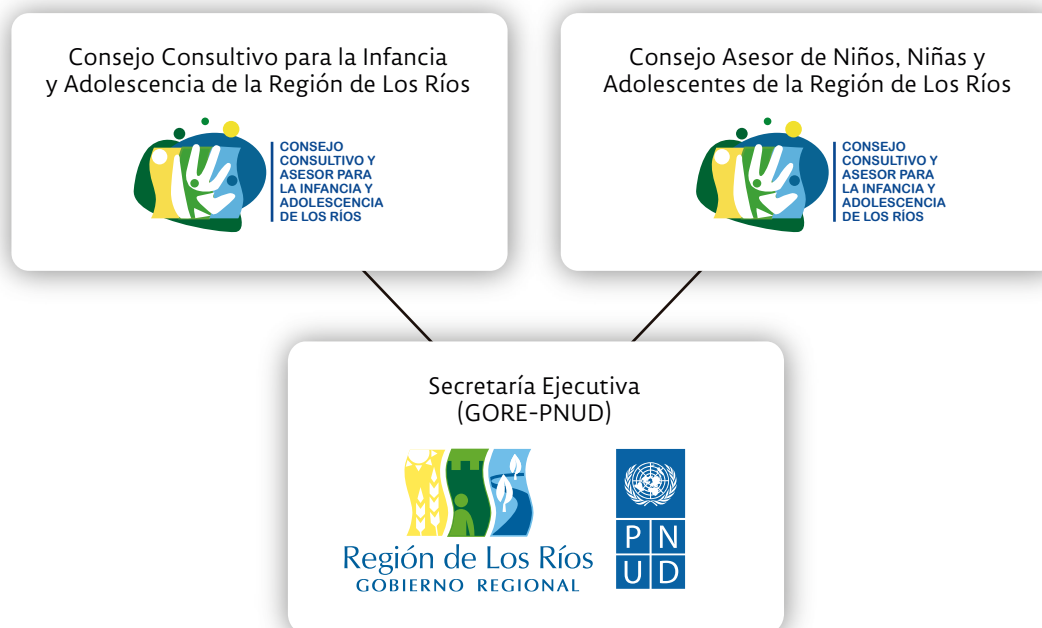 Consejo Consultivo para la Infancia
y Adolescencia de la Región de Los Ríos
CONSEJO
CONSULTIVO Y
ASESOR PARA
LA INFANCIA Y
ADOLESCENCIA
DE LOS RÍOS
Consejo Asesor de Niños, Niñas y
Adolescentes de la Región de Los Ríos
CONSEJO
CONSULTIVO Y
ASESOR PARA
LA INFANCIA Y
ADOLESCENCIA
DE LOS RÍOS
Secretaría Ejecutiva
(GORE-PNUD)
Región de Los Ríos
GOBIERNO REGIONAL
P N
U D